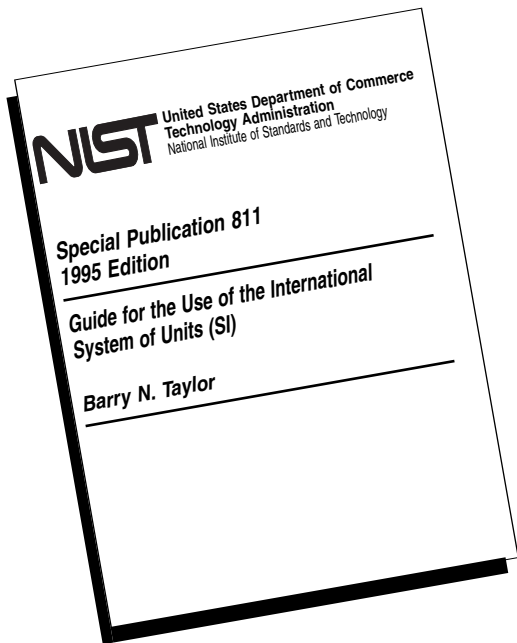 NIST
United States Department of Commerce
Technology Administration
National Institute of Standards and Technology
Special Publication 811
1995 Edition
Guide for the Use of the International
System of Units (SI)
Barry N. Taylor